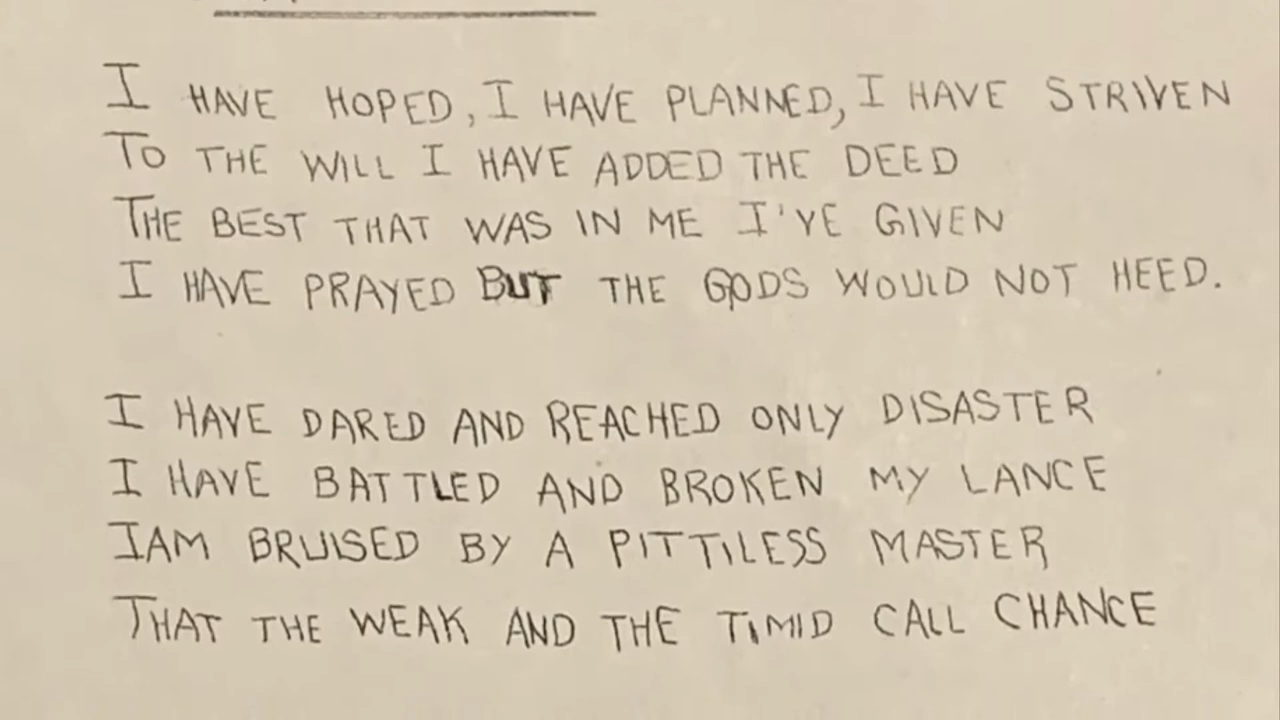 I HAVE HOPED, I HAVE PLANNED, I HAVE STRIVEN
TO THE WILL I HAVE ADDED THE DEED
THE BEST THAT WAS IN ME I'VE GIVEN
I HAVE PRAYED BUT THE GODS WOULD NOT HEED.
I HAVE DARED AND REACHED ONLY DISASTER
I HAVE BATTLED AND BROKEN MY LANCE
I AM BRUISED BY A PITTILESS MASTER
THAT THE WEAK AND THE TIMID CALL CHANCE